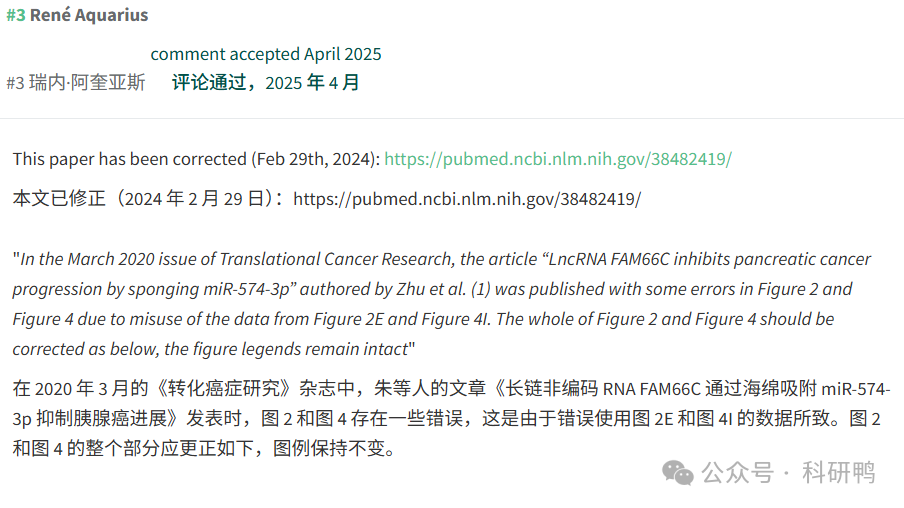 #3 René Aquarius
comment accepted April 2025
#3 瑞内·阿奎亚斯 评论通过，2025 年 4 月
This paper has been corrected (Feb 29th, 2024): https://pubmed.ncbi.nlm.nih.gov/38482419/
本文已修正（2024 年 2 月 29 日）：https://pubmed.ncbi.nlm.nih.gov/38482419/
"In the March 2020 issue of Translational Cancer Research, the article “LncRNA FAM66C inhibits pancreatic cancer
progression by sponging miR-574-3p” authored by Zhu et al. (1) was published with some errors in Figure 2 and
Figure 4 due to misuse of the data from Figure 2E and Figure 4I. The whole of Figure 2 and Figure 4 should be
corrected as below, the figure legends remain intact"
在 2020 年 3 月的《转化癌症研究》杂志中，朱等人的文章《长链非编码 RNA FAM66C 通过海绵吸附 miR-574-
3p 抑制胰腺癌进展》发表时，图 2 和图 4 存在一些错误，这是由于错误使用图 2E 和图 4I 的数据所致。图 2
和图 4 的整个部分应更正如下，图例保持不变。
公众号 · 科研鸭